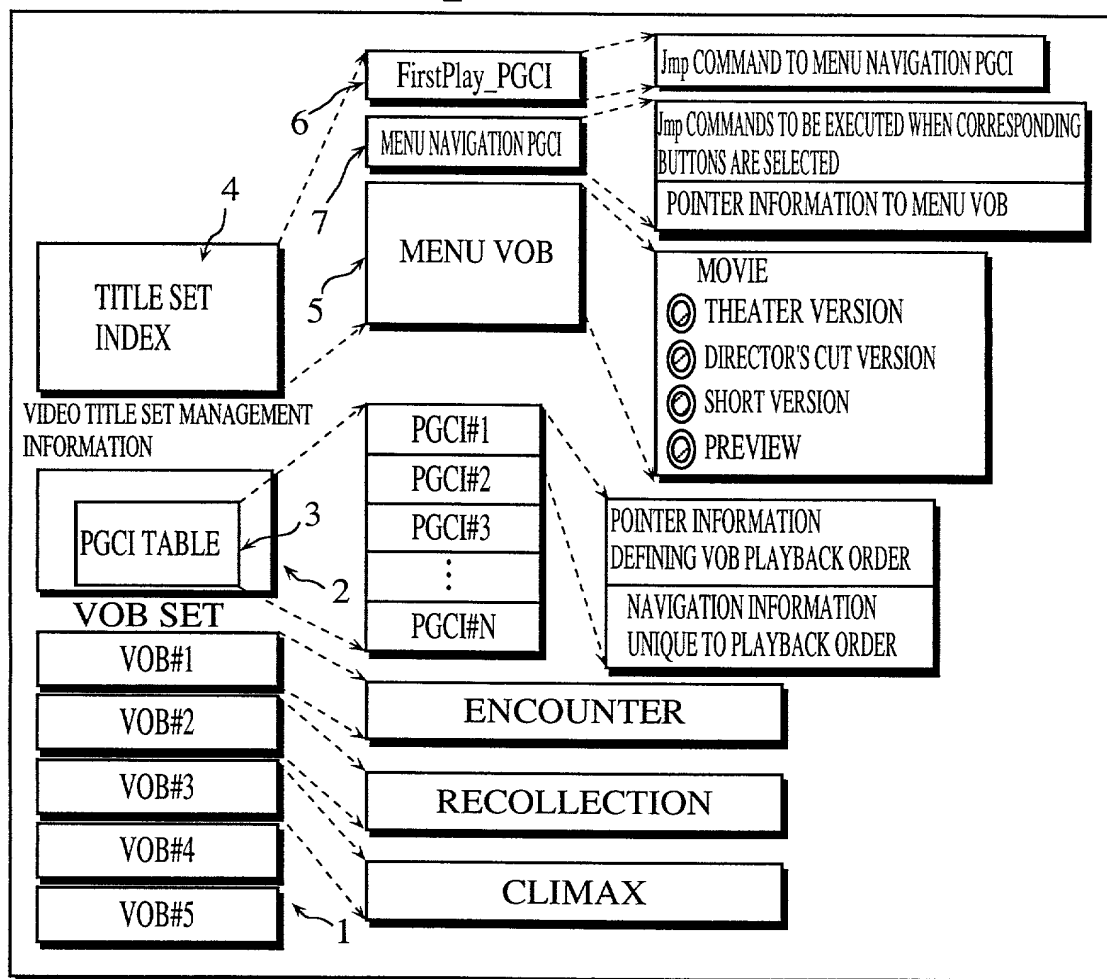 FirstPlay_PGCI
Jmp COMMAND TO MENU NAVIGATION PGCI
6
MENU NAVIGATION PGCI
Jmp COMMANDS TO BE EXECUTED WHEN CORRESPONDING
BUTTONS ARE SELECTED
POINTER INFORMATION TO MENU VOB
7
4
TITLE SET
INDEX
MENU VOB
5
MOVIE
THEATER VERSION
DIRECTOR'S CUT VERSION
SHORT VERSION
PREVIEW
VIDEO TITLE SET MANAGEMENT
INFORMATION
PGCI TABLE
3
2
PGCI#1
PGCI#2
PGCI#3
⋮
PGCI#N
POINTER INFORMATION
DEFINING VOB PLAYBACK ORDER
NAVIGATION INFORMATION
UNIQUE TO PLAYBACK ORDER
VOB SET
VOB#1
VOB#2
VOB#3
VOB#4
VOB#5
1
ENCOUNTER
RECOLLECTION
CLIMAX